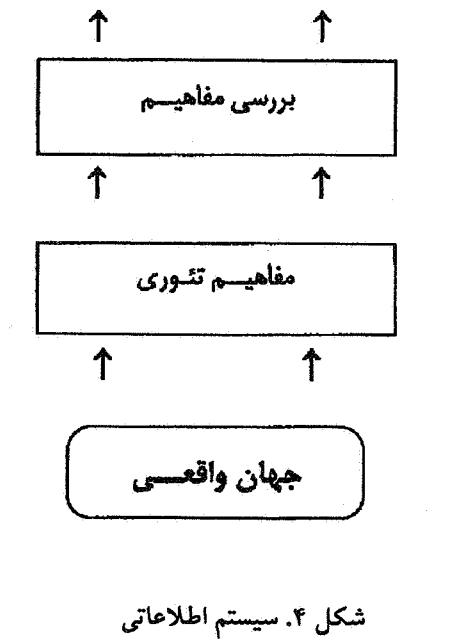 بررسی مفاهیم
مفاهیم تئوری
جهان واقعی
شکل ۴. سیستم اطلاعاتی